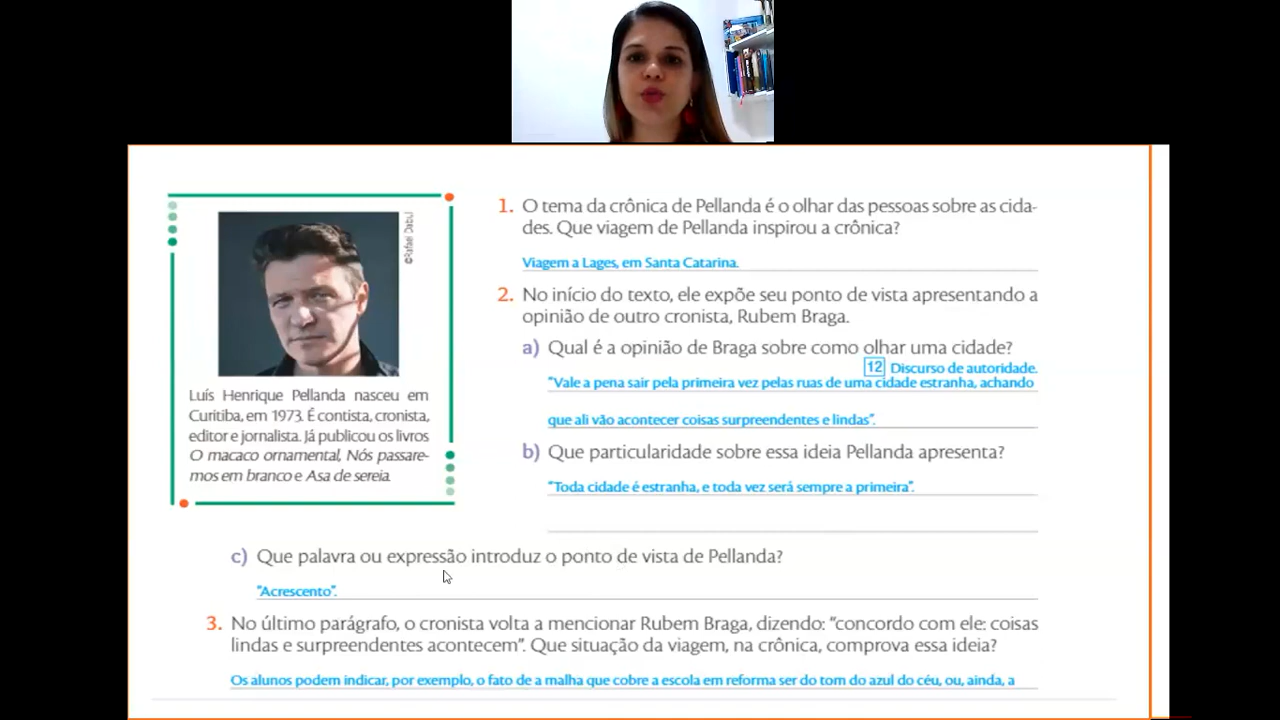 ©Rafael Dabul
Luís Henrique Pellanda nasceu em
Curitiba, em 1973. É contista, cronista,
editor e jornalista. Já publicou os livros
O macaco ornamental, Nós passare-
mos em branco e Asa de sereia.
1. O tema da crônica de Pellanda é o olhar das pessoas sobre as cida-
des. Que viagem de Pellanda inspirou a crônica?
Viagem a Lages, em Santa Catarina.
2. No início do texto, ele expõe seu ponto de vista apresentando a
opinião de outro cronista, Rubem Braga.
a) Qual é a opinião de Braga sobre como olhar uma cidade?
12 Discurso de autoridade.
"Vale a pena sair pela primeira vez pelas ruas de uma cidade estranha, achando
que ali vão acontecer coisas surpreendentes e lindas".
b) Que particularidade sobre essa ideia Pellanda apresenta?
"Toda cidade é estranha, e toda vez será sempre a primeira".
c) Que palavra ou expressão introduz o ponto de vista de Pellanda?
"Acrescento".
3. No último parágrafo, o cronista volta a mencionar Rubem Braga, dizendo: "concordo com ele: coisas
lindas e surpreendentes acontecem". Que situação da viagem, na crônica, comprova essa ideia?
Os alunos podem indicar, por exemplo, o fato de a malha que cobre a escola em reforma ser do tom do azul do céu, ou, ainda, a